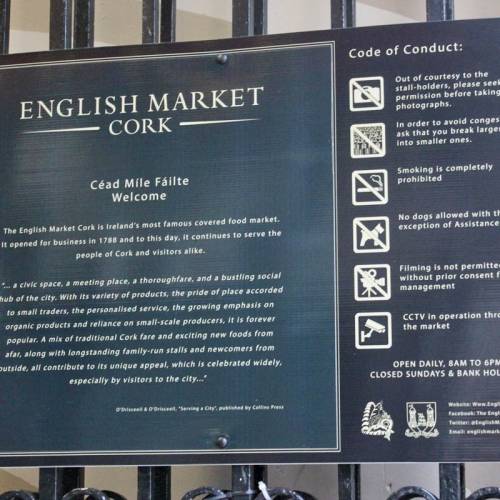 ENGLISH MARKET
CORK
Céad Míle Fáilte
Welcome
The English Market Cork is Ireland's most famous covered food market.
It opened for business in 1788 and to this day, it continues to serve the
people of Cork and visitors alike.
"... a civic space, a meeting place, a thoroughfare, and a bustling social
hub of the city. With its variety of products, the pride of place accorded
to small traders, the personalised service, the growing emphasis on
organic products and reliance on small-scale producers, it is forever
popular. A mix of traditional Cork fare and exciting new foods from
afar, along with longstanding family-run stalls and newcomers from
outside, all contribute to its unique appeal, which is celebrated widely,
especially by visitors to the city..."
O'Drisceoil & O'Drisceoil, "Serving a City", published by Collins Press
Code of Conduct:
Out of courtesy to the
stall-holders, please seek
permission before taking
photographs.
In order to avoid conges
ask that you break large
into smaller ones.
Smoking is completely
prohibited
No dogs allowed with th
exception of Assistance
Filming is not permitte
without prior consent f
management
CCTV in operation thro
the market
OPEN DAILY, 8AM TO 6PM
CLOSED SUNDAYS & BANK HOL
Website: Www.Engli
Facebook: The Engl
Twitter: @EnglishM
Email: englishmark